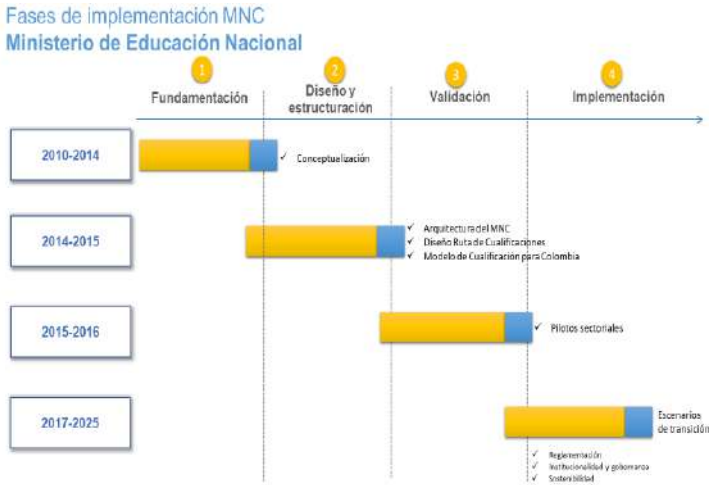 Fases de implementación MNC
Ministerio de Educación Nacional
1
2
3
4
Fundamentación
Diseño y
estructuración
Validación
Implementación
2010-2014
✓ Conceptualización
2014-2015
✓ Arquitectura del MNC
✓ Diseño Ruta de Cualificaciones
✓ Modelo de Cualificación para Colombia
2015-2016
✓ Pilotos sectoriales
2017-2025
Escenarios
de transición
✓ Reglamentación
✓ Institucionalidad y gobernanza
✓ Sostenibilidad